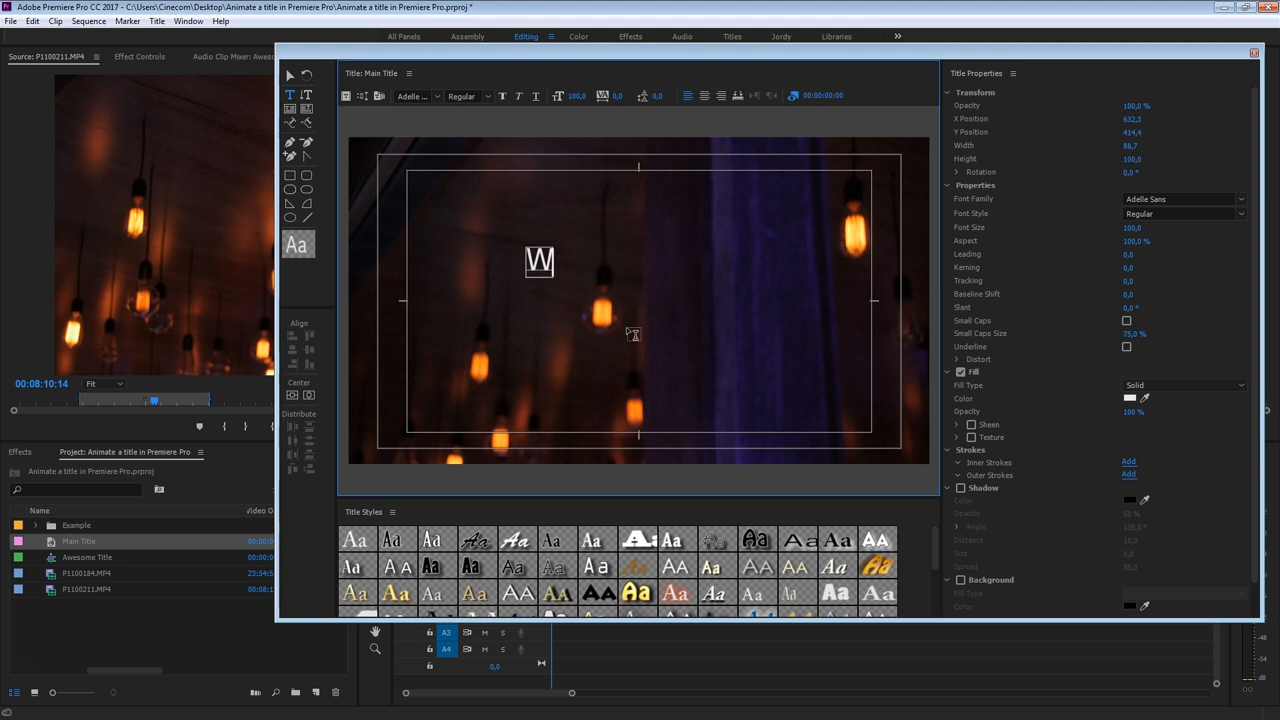 Adobe Premiere Pro CC 2017 - C:\Users\Cinecom\Desktop\Animate a title in Premiere Pro\Animate a title in Premiere Pro.prproj *
File Edit Clip Sequence Marker Title Window Help
All Panels Assembly Editing Color Effects Audio Titles Jordy Libraries
Source: P1100211.MP4 Effect Controls Audio Clip Mixer: Aweso
Title: Main Title
Adelle ... Regular T T T 100,0 0,0 0,0 00:00:00:00
W
Aa
Align
Center
Distribute
00:08:10:14 Fit
Title Properties
Transform
Opacity 100,0 %
X Position 632,3
Y Position 414,4
Width 88,7
Height 100,0
Rotation 0,0 °
Properties
Font Family Adelle Sans
Font Style Regular
Font Size 100,0
Aspect 100,0 %
Leading 0,0
Kerning 0,0
Tracking 0,0
Baseline Shift 0,0
Slant 0,0 °
Small Caps
Small Caps Size 75,0 %
Underline
Distort
Fill
Fill Type Solid
Color
Opacity 100 %
Sheen
Texture
Strokes
Inner Strokes Add
Outer Strokes Add
Shadow
Color
Opacity 50 %
Angle 135,0 °
Distance 10,0
Size 0,0
Spread 30,0
Background
Fill Type
Color
Effects Project: Animate a title in Premiere Pro
Animate a title in Premiere Pro.prproj
Name Video O
Example
Main Title 00:00:0
Awesome Title 00:00:0
P1100184.MP4 23:54:5
P1100211.MP4 00:08:1
Title Styles
Aa Aa Aa Aa Aa Aa Aa Aa Aa Aa Aa Aa Aa AA
Aa AA Aa Aa Aa Aa Aa Aa AA Aa AA AA Aa Aa
Aa Aa Aa Aa AA AA AA Aa Aa Aa Aa Aa Aa Aa
A3 M S
A4 M S
0,0
-48
-54
dB